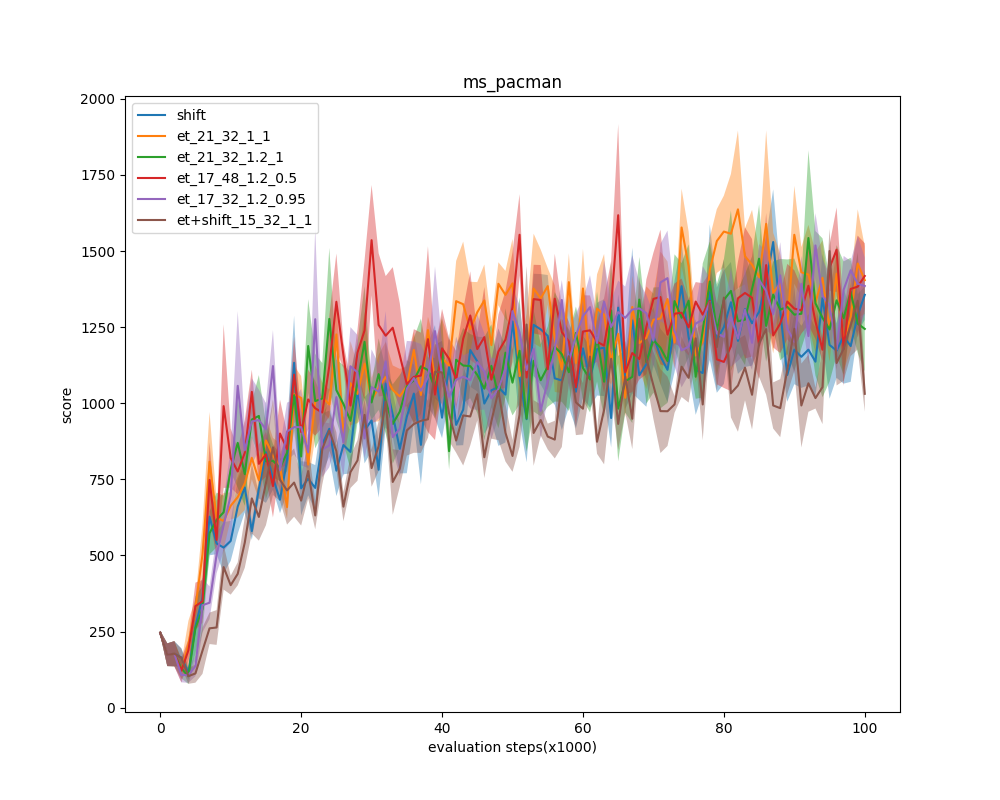 ms_pacman
2000
1750
1500
1250
1000
750
500
250
0
score
shift
et_21_32_1_1
et_21_32_1.2_1
et_17_48_1.2_0.5
et_17_32_1.2_0.95
et+shift_15_32_1_1
0 20 40 60 80 100
evaluation steps(x1000)